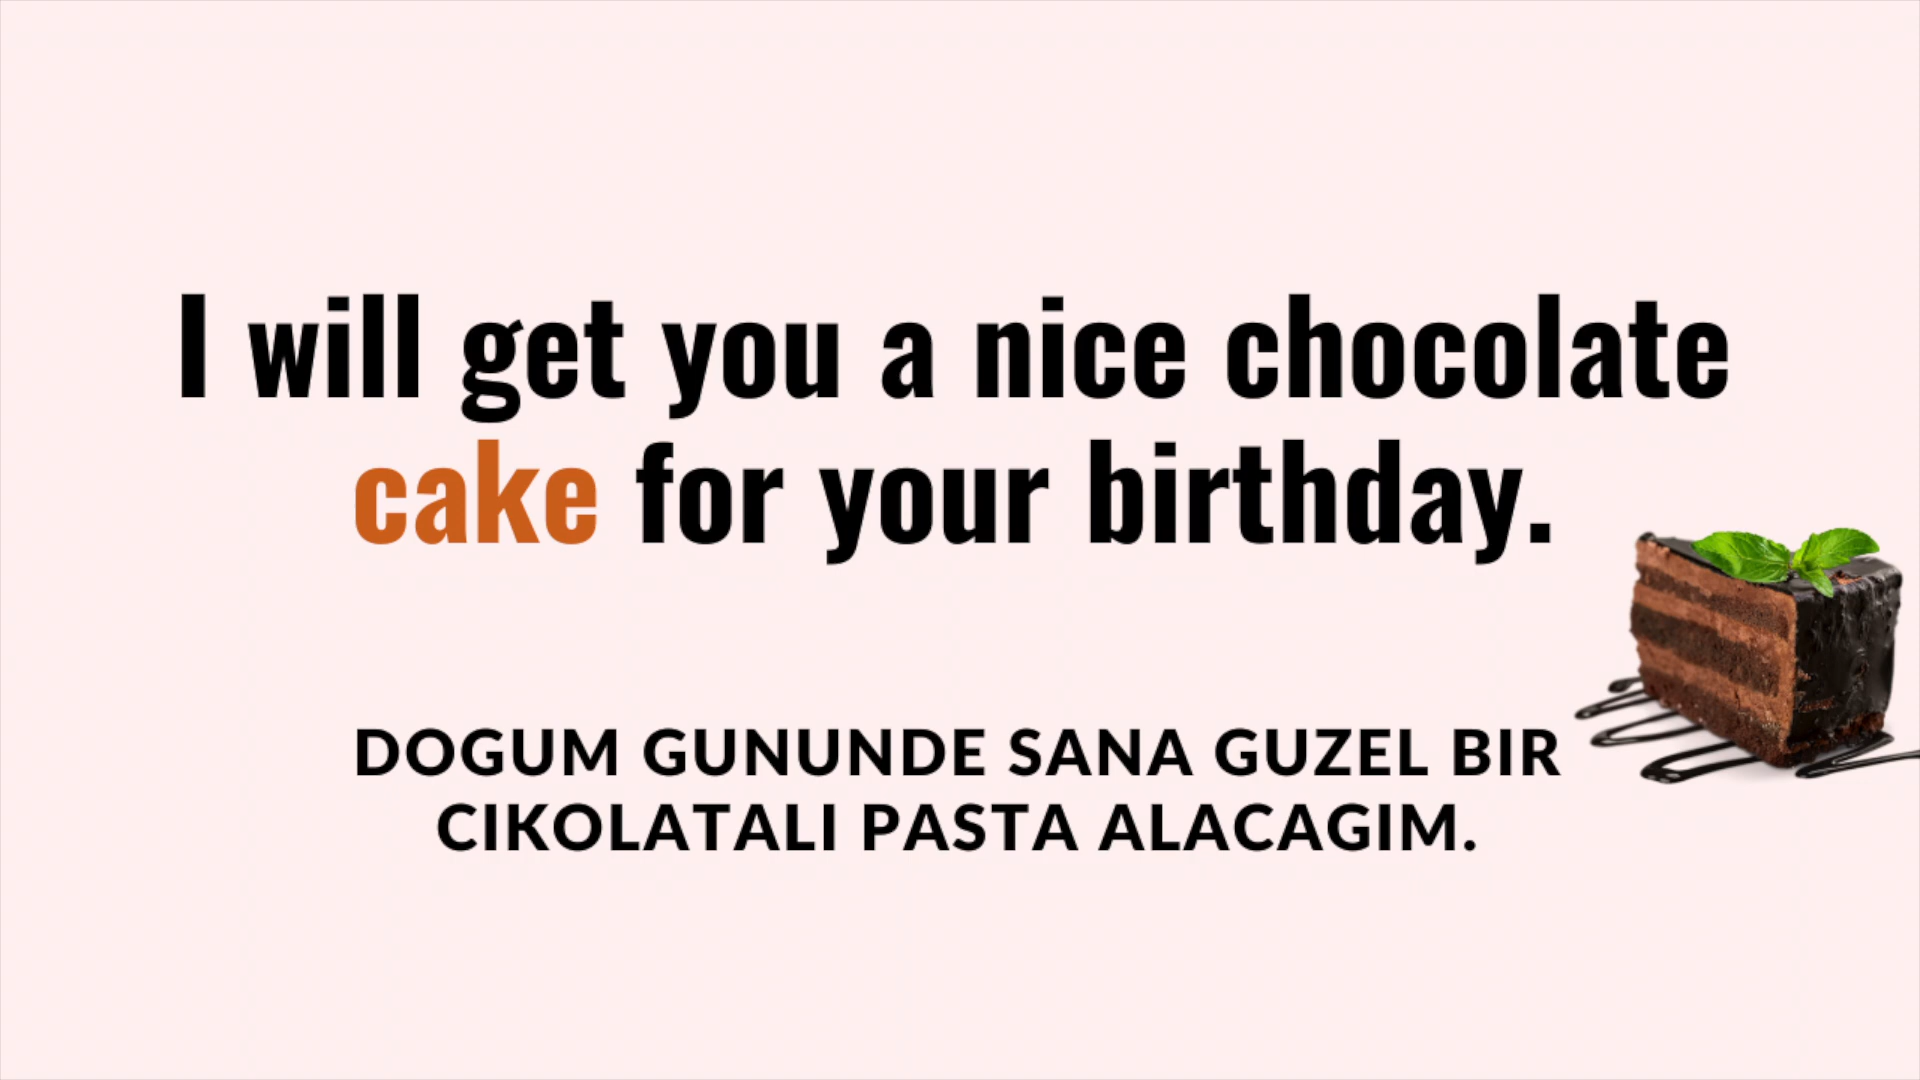 I will get you a nice chocolate
cake for your birthday.
DOGUM GUNUNDE SANA GUZEL BIR
CIKOLATALI PASTA ALACAGIM.